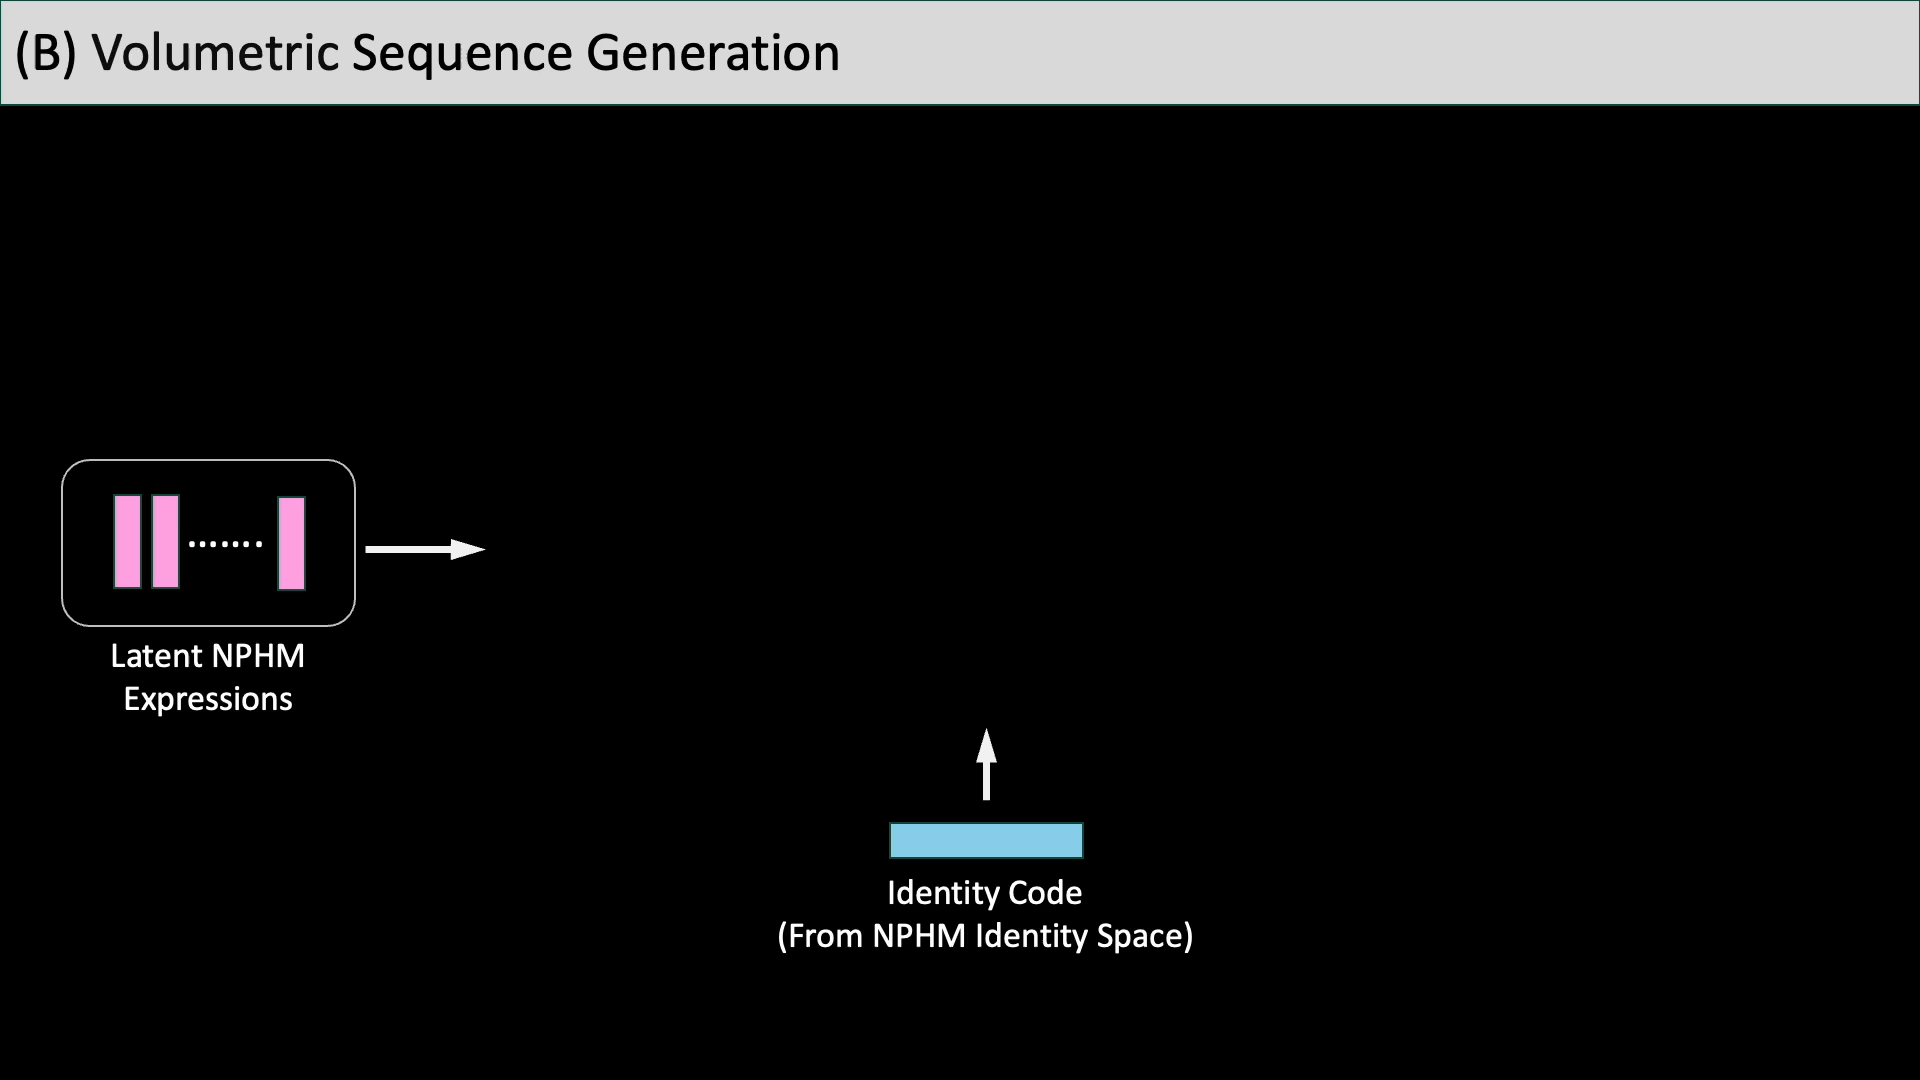 (B) Volumetric Sequence Generation
Latent NPHM
Expressions
Identity Code
(From NPHM Identity Space)